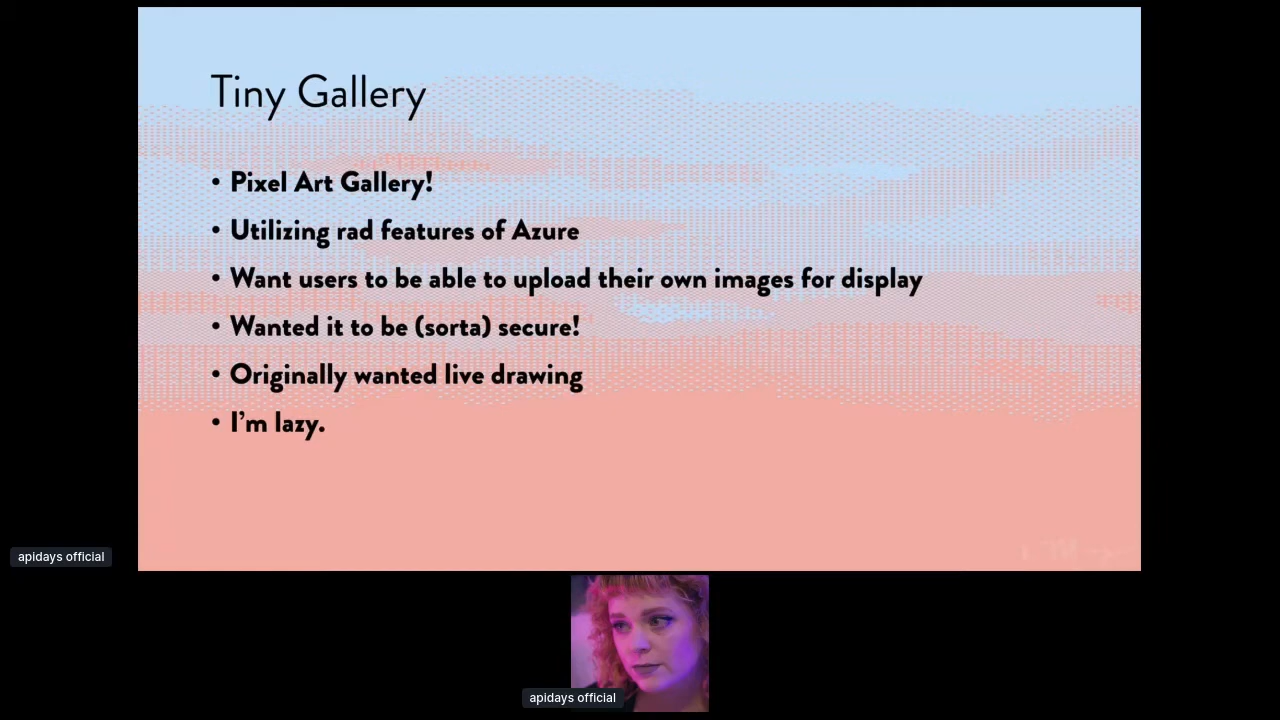 Tiny Gallery
• Pixel Art Gallery!
• Utilizing rad features of Azure
• Want users to be able to upload their own images for display
• Wanted it to be (sorta) secure!
• Originally wanted live drawing
• I'm lazy.
apidays official
apidays official